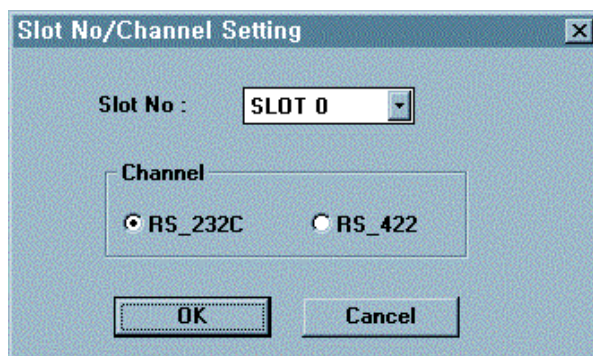 Slot No/Channel Setting
Slot No : SLOT 0
Channel
RS_232C RS_422
OK Cancel